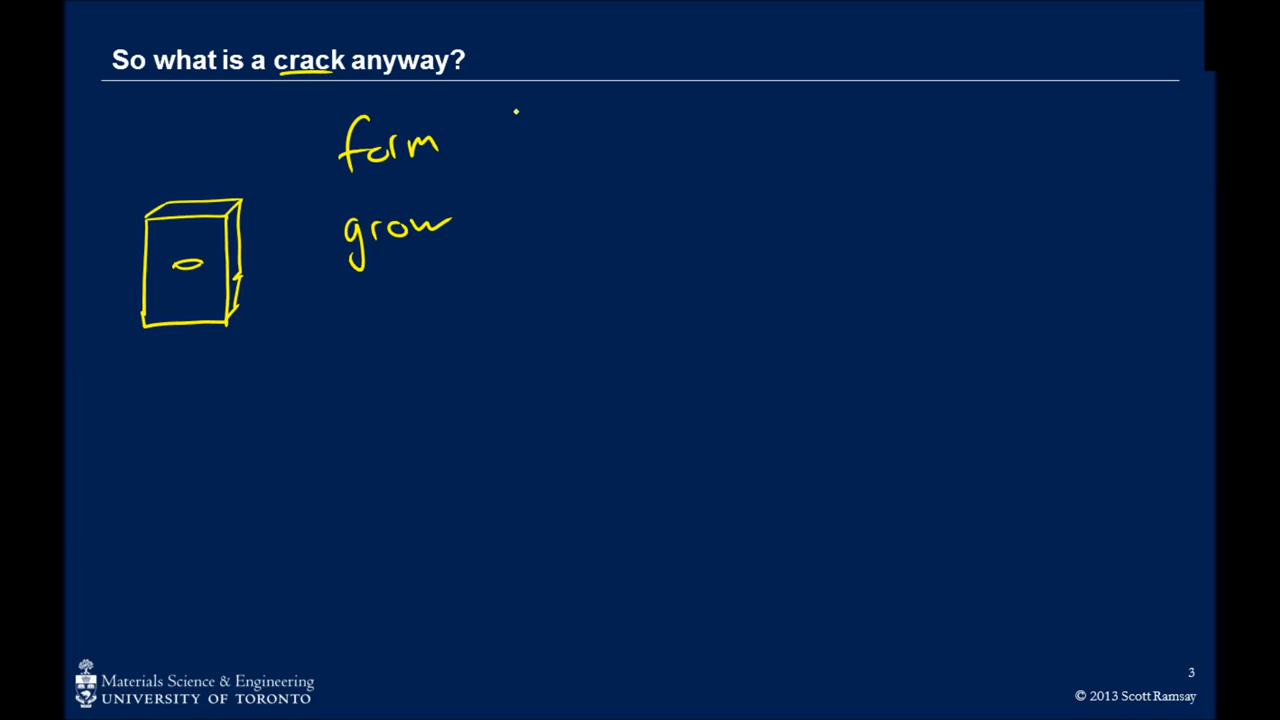 So what is a crack anyway?
form
grow
Materials Science & Engineering
UNIVERSITY OF TORONTO
3
© 2013 Scott Ramsay